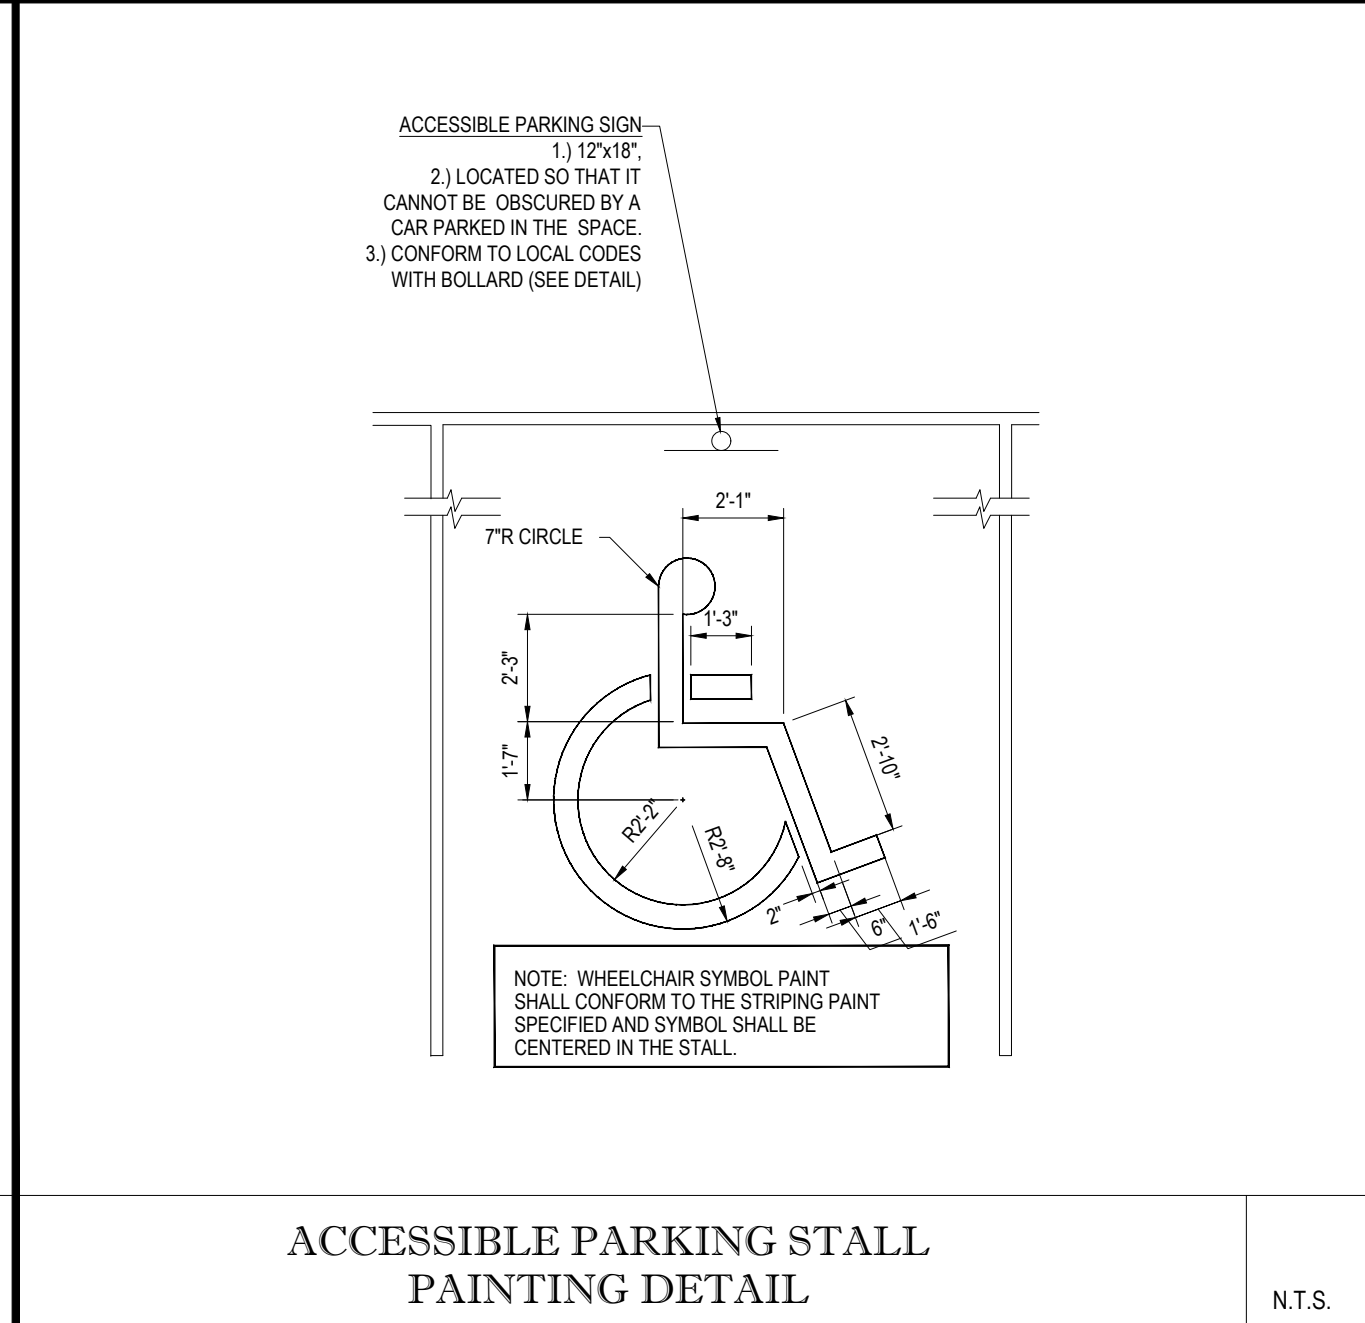 ACCESSIBLE PARKING SIGN
1.) 12"x18",
2.) LOCATED SO THAT IT
CANNOT BE OBSCURED BY A
CAR PARKED IN THE SPACE.
3.) CONFORM TO LOCAL CODES
WITH BOLLARD (SEE DETAIL)
2'-1"
7"R CIRCLE
1'-3"
2'-3"
1'-7"
2'-10"
R2'-2"
R2'-8"
2"
6"
1'-6"
NOTE: WHEELCHAIR SYMBOL PAINT
SHALL CONFORM TO THE STRIPING PAINT
SPECIFIED AND SYMBOL SHALL BE
CENTERED IN THE STALL.
ACCESSIBLE PARKING STALL
PAINTING DETAIL
N.T.S.